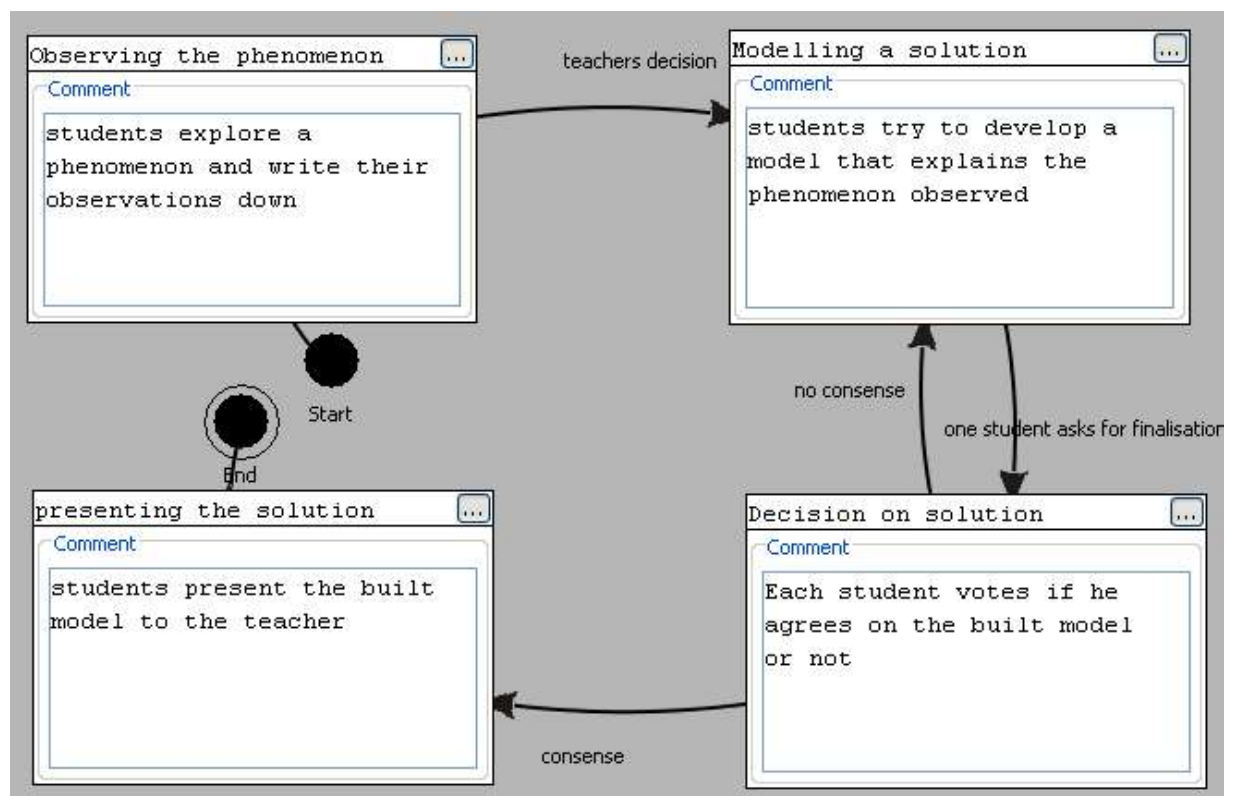 Observing the phenomenon
...
Comment
students explore a
phenomenon and write their
observations down
teachers decision
Modelling a solution
...
Comment
students try to develop a
model that explains the
phenomenon observed
Start
End
no consense
one student asks for finalisation
presenting the solution
...
Comment
students present the built
model to the teacher
Decision on solution
...
Comment
Each student votes if he
agrees on the built model
or not
consense